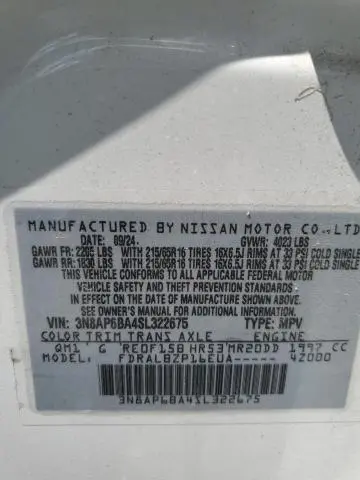 MANUFACTURED BY NISSAN MOTOR CO.,LTD.
DATE: 09/24 GVWR: 4023 LBS
GAWR FR: 2205 LBS WITH 215/65R16 TIRES 16X6.5J RIMS AT 33 PSI COLD SINGLE
GAWR RR: 1830 LBS WITH 215/65R16 TIRES 16X6.5J RIMS AT 33 PSI COLD SINGLE
THIS VEHICLE CONFORMS TO ALL APPLICABLE FEDERAL MOTOR
VEHICLE SAFETY AND BUMPER STANDARDS IN EFFECT ON THE DATE OF
MANUFACTURE SHOWN ABOVE.
SEE OWNER'S MANUAL FOR ADDITIONAL INFORMATION
VIN: 3N8AP6BA4SL322675 TYPE: MPV
COLOR TRIM TRANS AXLE ENGINE
QM1 G RE0F15B HR53 MR20DD 1997 CC
MODEL: FDRALBZP16EUA----- 42000
3N8AP6BA4SL322675